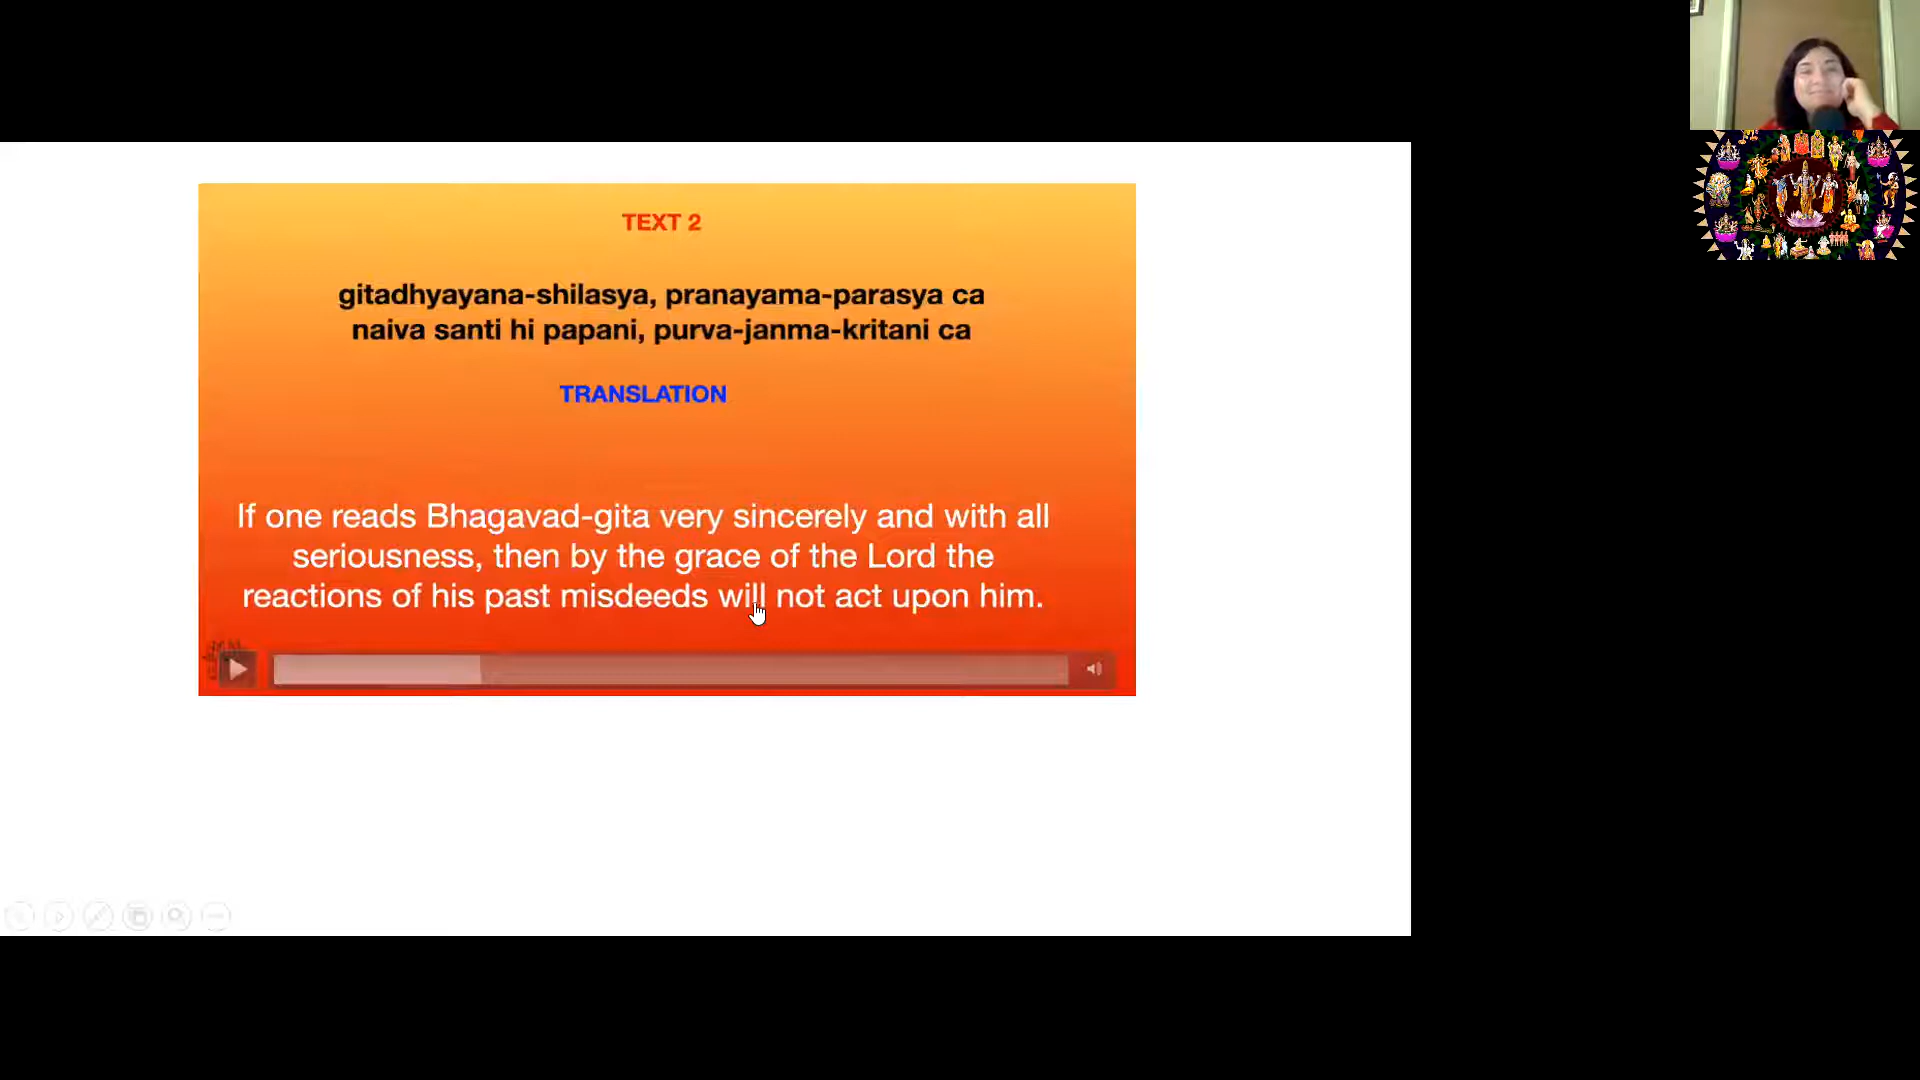 TEXT 2
gitadhyayana-shilasya, pranayama-parasya ca
naiva santi hi papani, purva-janma-kritani ca
TRANSLATION
If one reads Bhagavad-gita very sincerely and with all
seriousness, then by the grace of the Lord the
reactions of his past misdeeds will not act upon him.